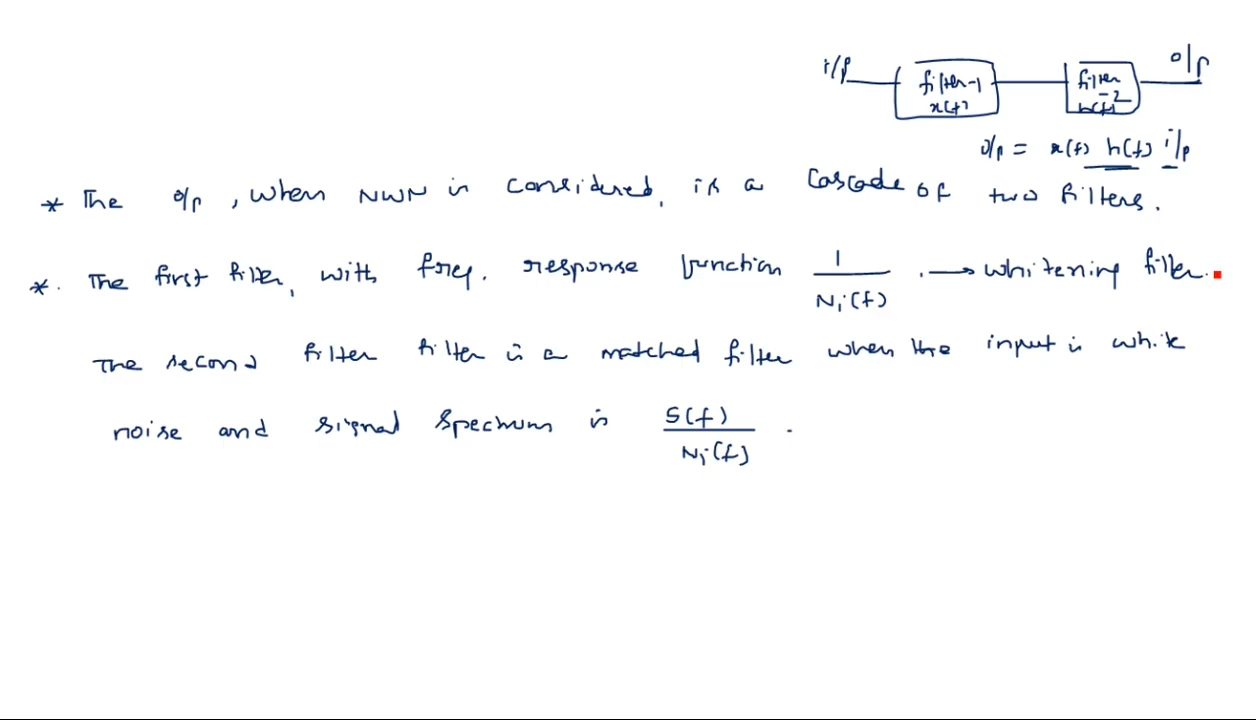 i/p filter-1 x(f) filter-2 h(f) o/p
o/p = x(f) h(f) i/p
* The o/p, when NWN is considered, is a cascade of two filters.
*. The first filter, with freq. response function 1/Ni(f) . → whitening filter.
The second filter filter is a matched filter when the input is white
noise and signal spectrum is S(f)/Ni(f) .